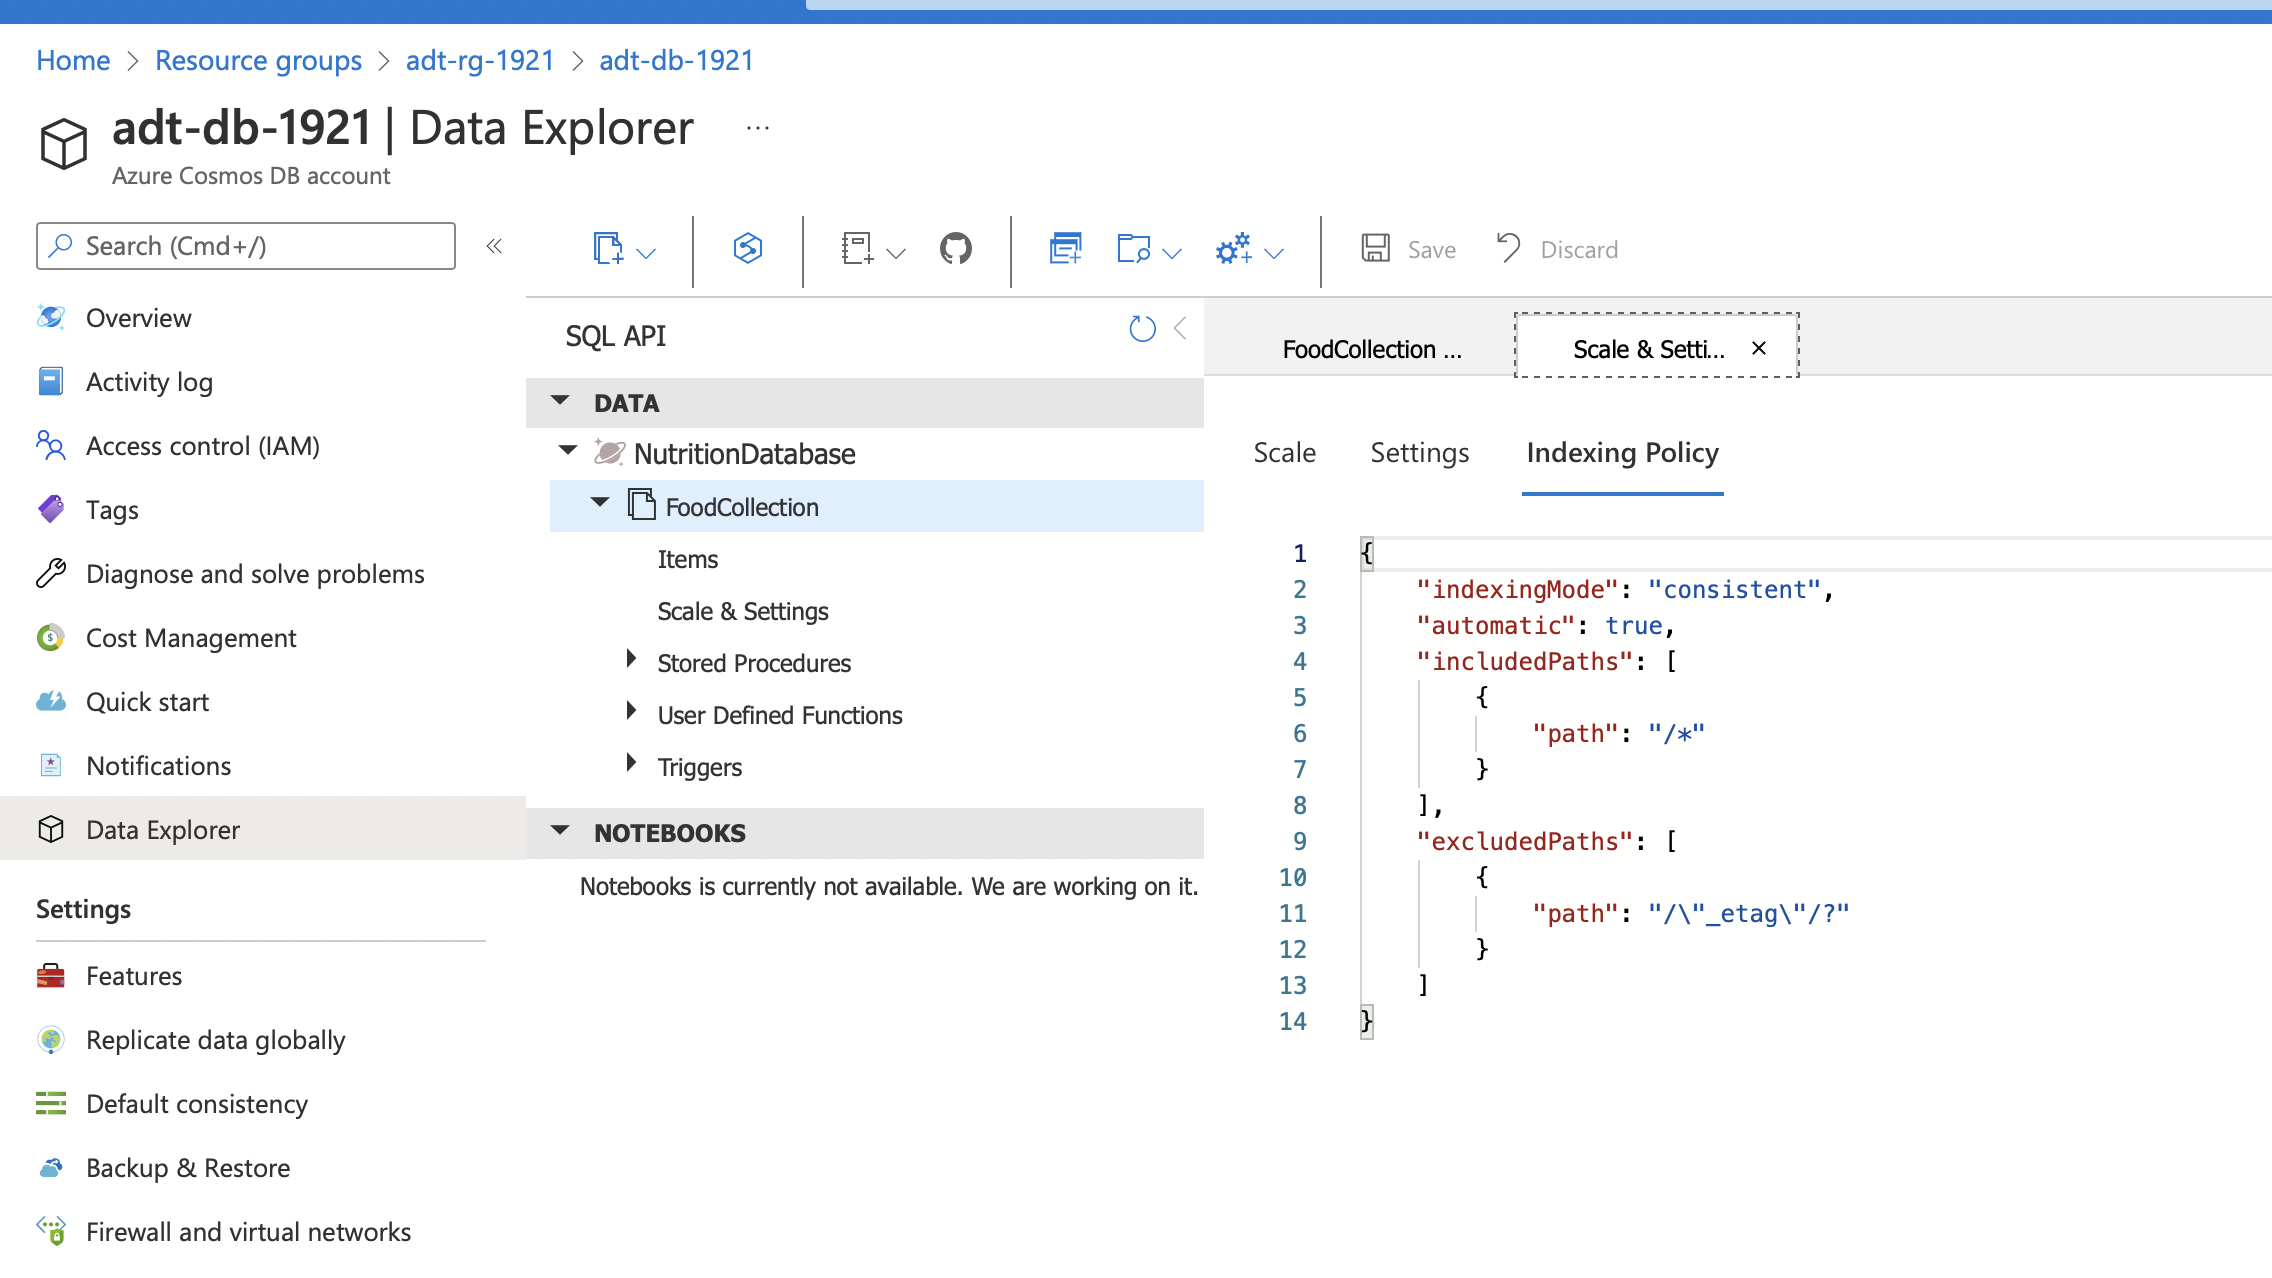 Home > Resource groups > adt-rg-1921 > adt-db-1921
adt-db-1921 | Data Explorer ...
Azure Cosmos DB account
Search (Cmd+/)
«
Overview
Activity log
Access control (IAM)
Tags
Diagnose and solve problems
Cost Management
Quick start
Notifications
Data Explorer
Settings
Features
Replicate data globally
Default consistency
Backup & Restore
Firewall and virtual networks
Save
Discard
SQL API
DATA
NutritionDatabase
FoodCollection
Items
Scale & Settings
Stored Procedures
User Defined Functions
Triggers
NOTEBOOKS
Notebooks is currently not available. We are working on it.
FoodCollection ...
Scale & Setti... ×
Scale Settings Indexing Policy
1 {
2 "indexingMode": "consistent",
3 "automatic": true,
4 "includedPaths": [
5 {
6 "path": "/*"
7 }
8 ],
9 "excludedPaths": [
10 {
11 "path": "/\"_etag\"/?"
12 }
13 ]
14 }